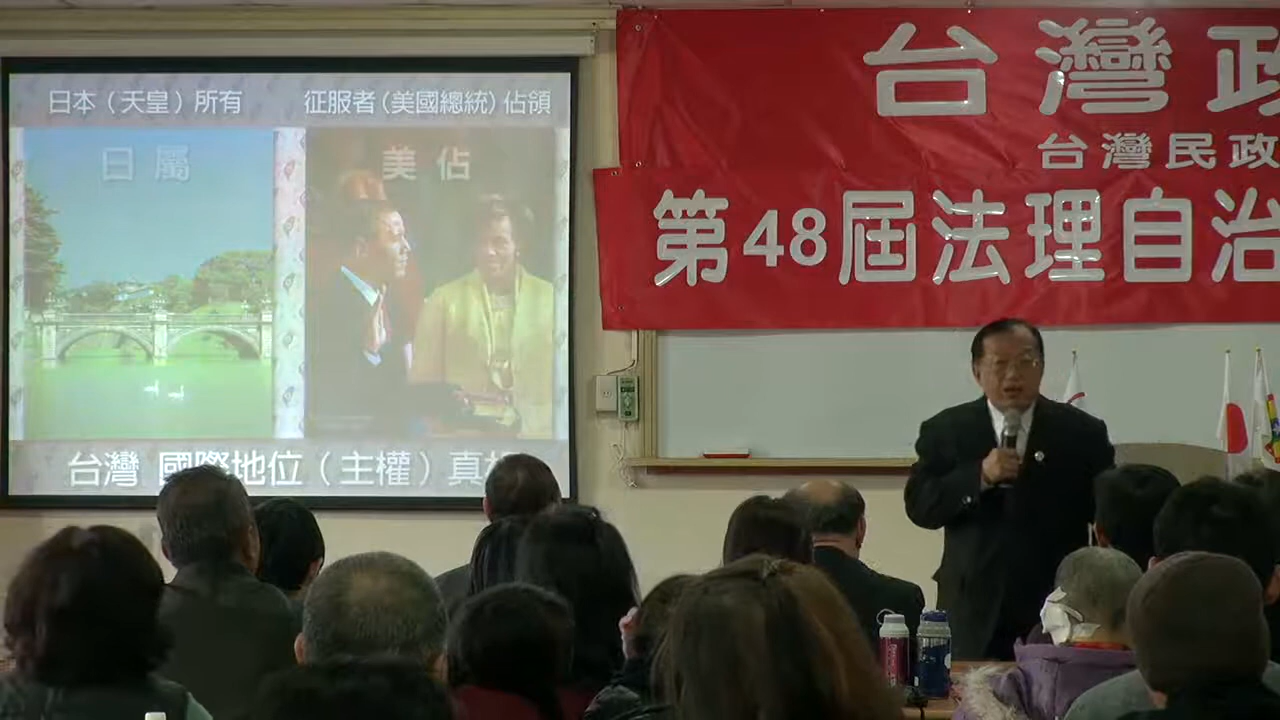 日本（天皇）所有
征服者（美國總統）佔領
日屬
美佔
台灣 國際地位（主權）真
台灣政
台灣民政
第48屆法理自治